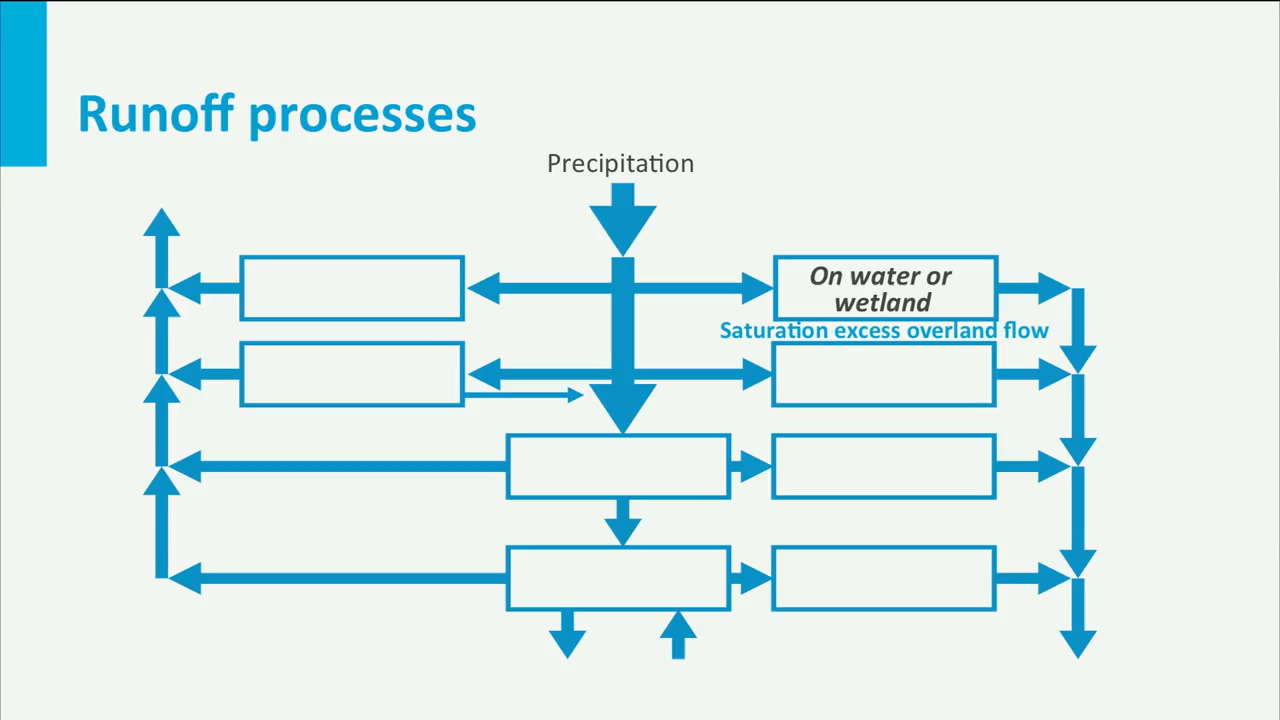 Runoff processes
Precipitation
On water or
wetland
Saturation excess overland flow